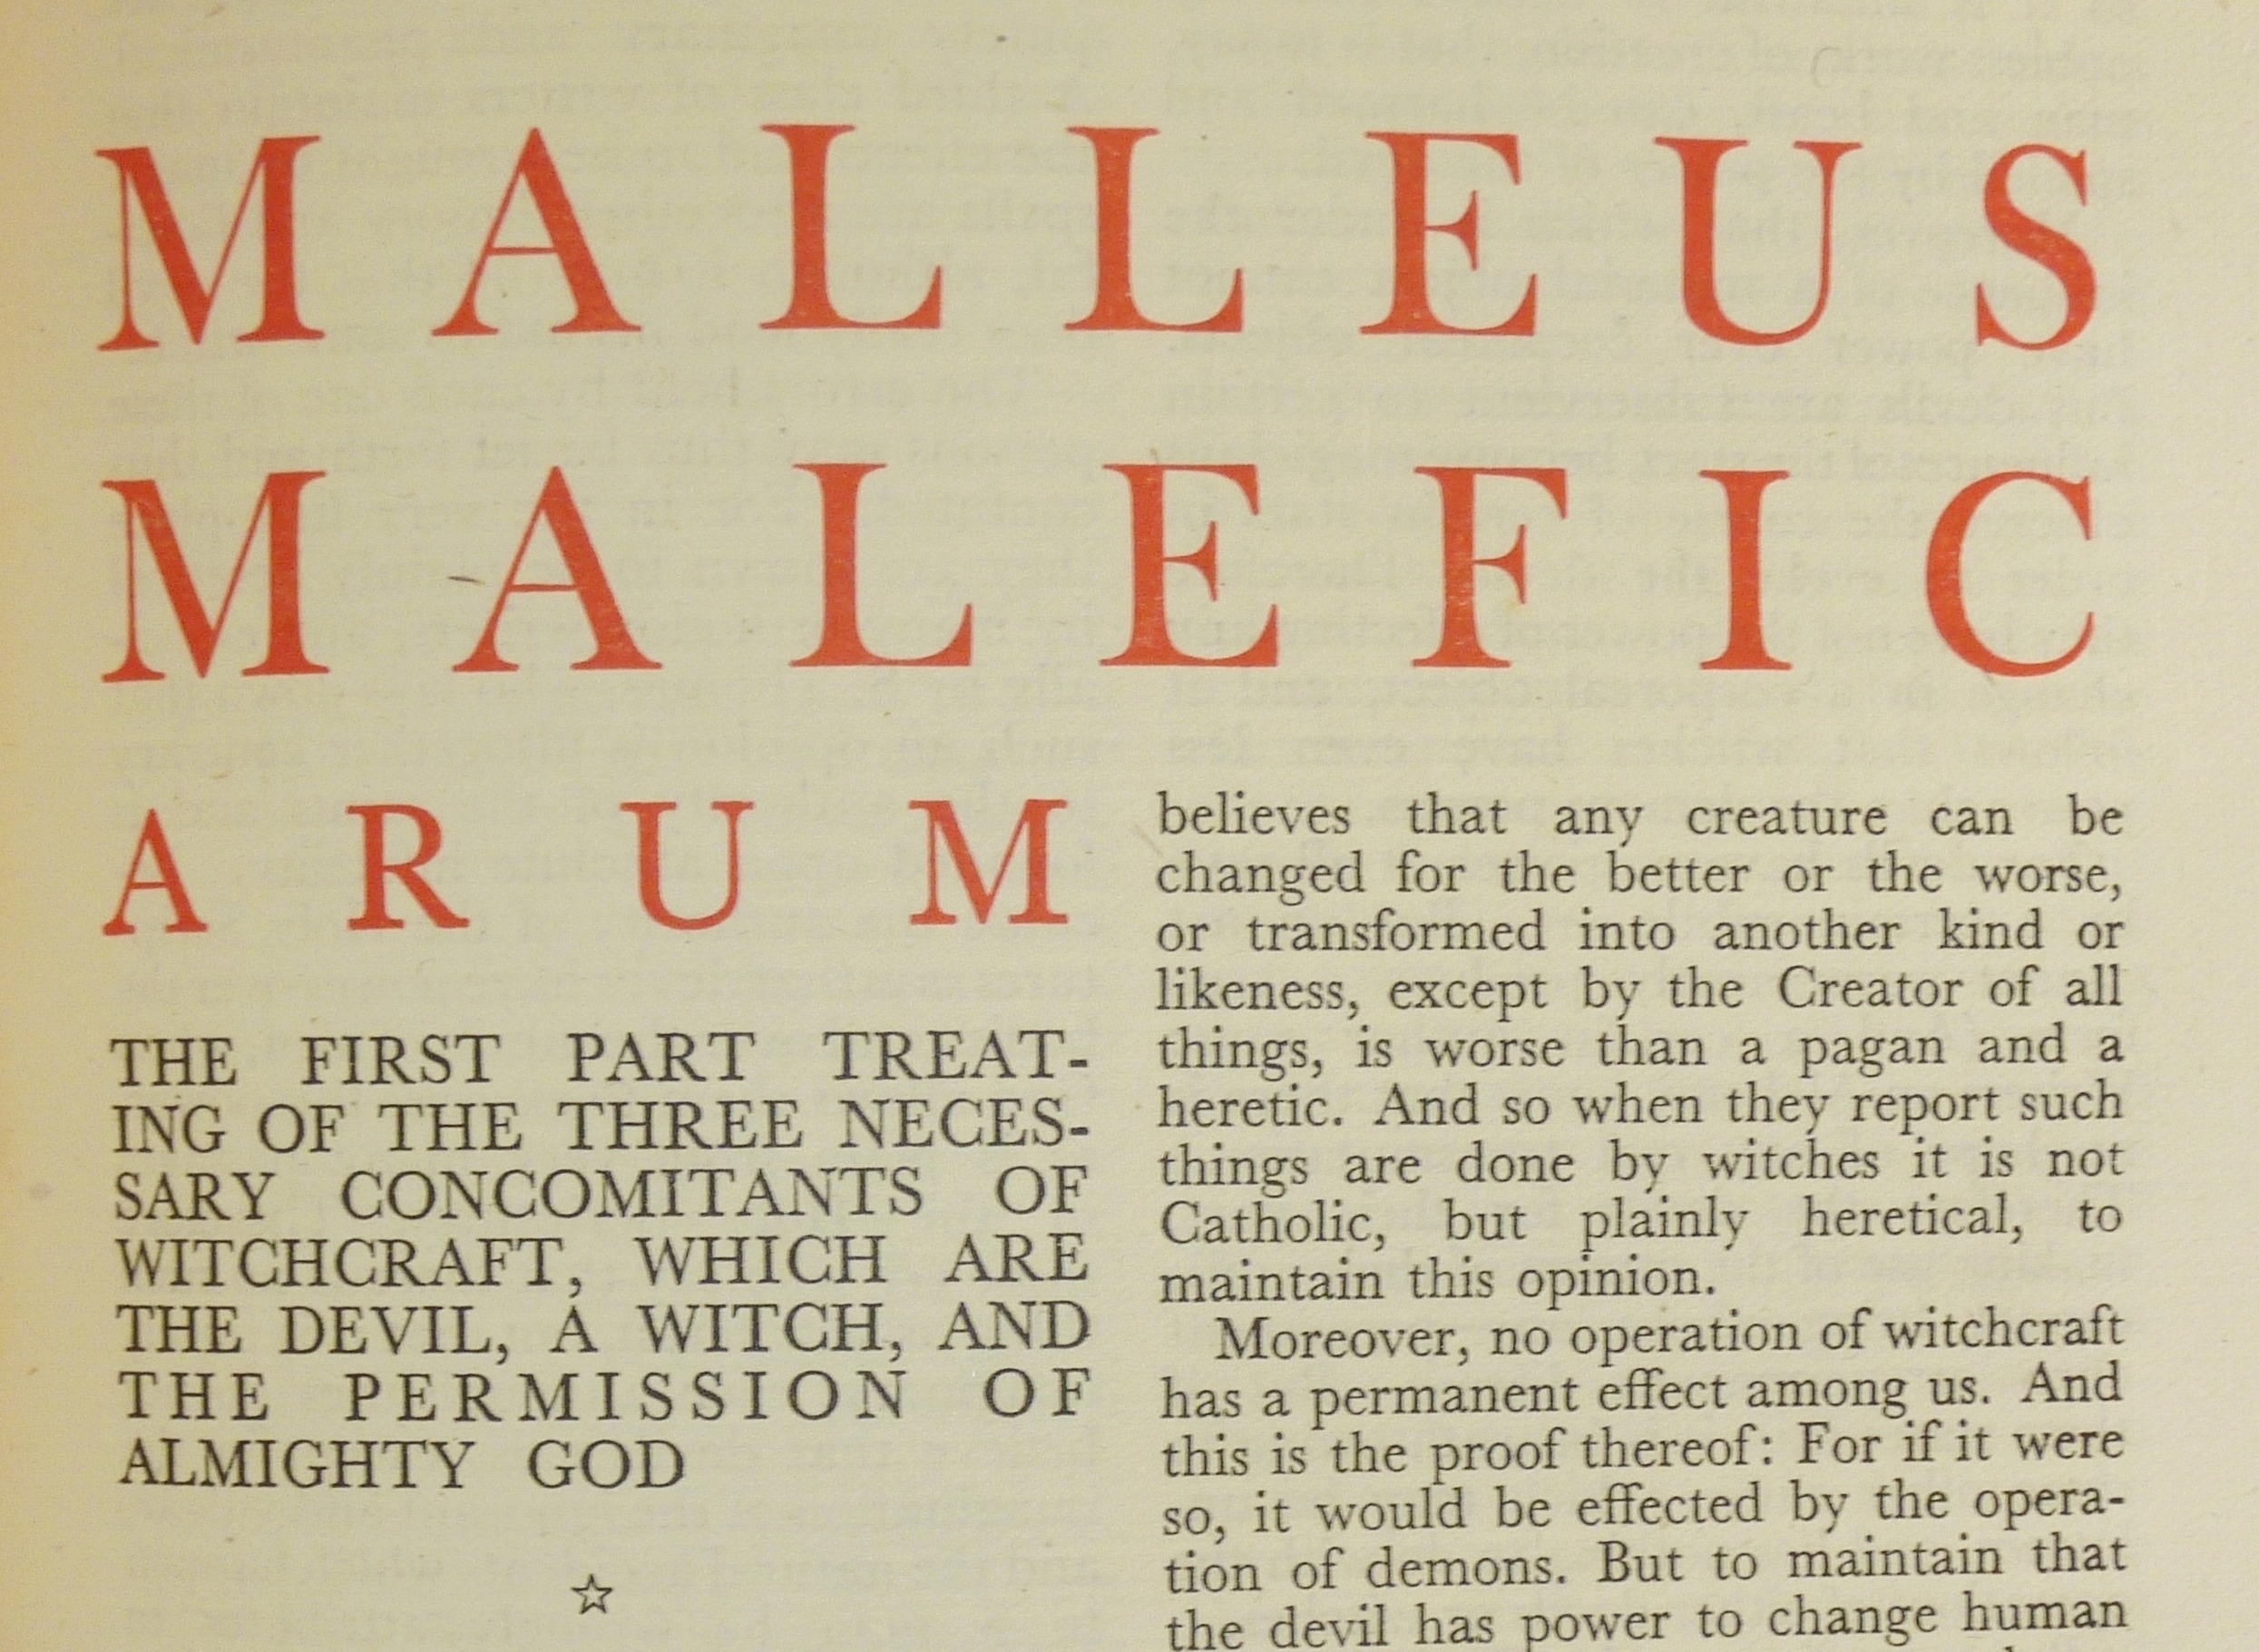 MALLEUS
MALEFIC
ARUM
THE FIRST PART TREAT-
ING OF THE THREE NECES-
SARY CONCOMITANTS OF
WITCHCRAFT, WHICH ARE
THE DEVIL, A WITCH, AND
THE PERMISSION OF
ALMIGHTY GOD
☆
believes that any creature can be
changed for the better or the worse,
or transformed into another kind or
likeness, except by the Creator of all
things, is worse than a pagan and a
heretic. And so when they report such
things are done by witches it is not
Catholic, but plainly heretical, to
maintain this opinion.
Moreover, no operation of witchcraft
has a permanent effect among us. And
this is the proof thereof: For if it were
so, it would be effected by the opera-
tion of demons. But to maintain that
the devil has power to change human